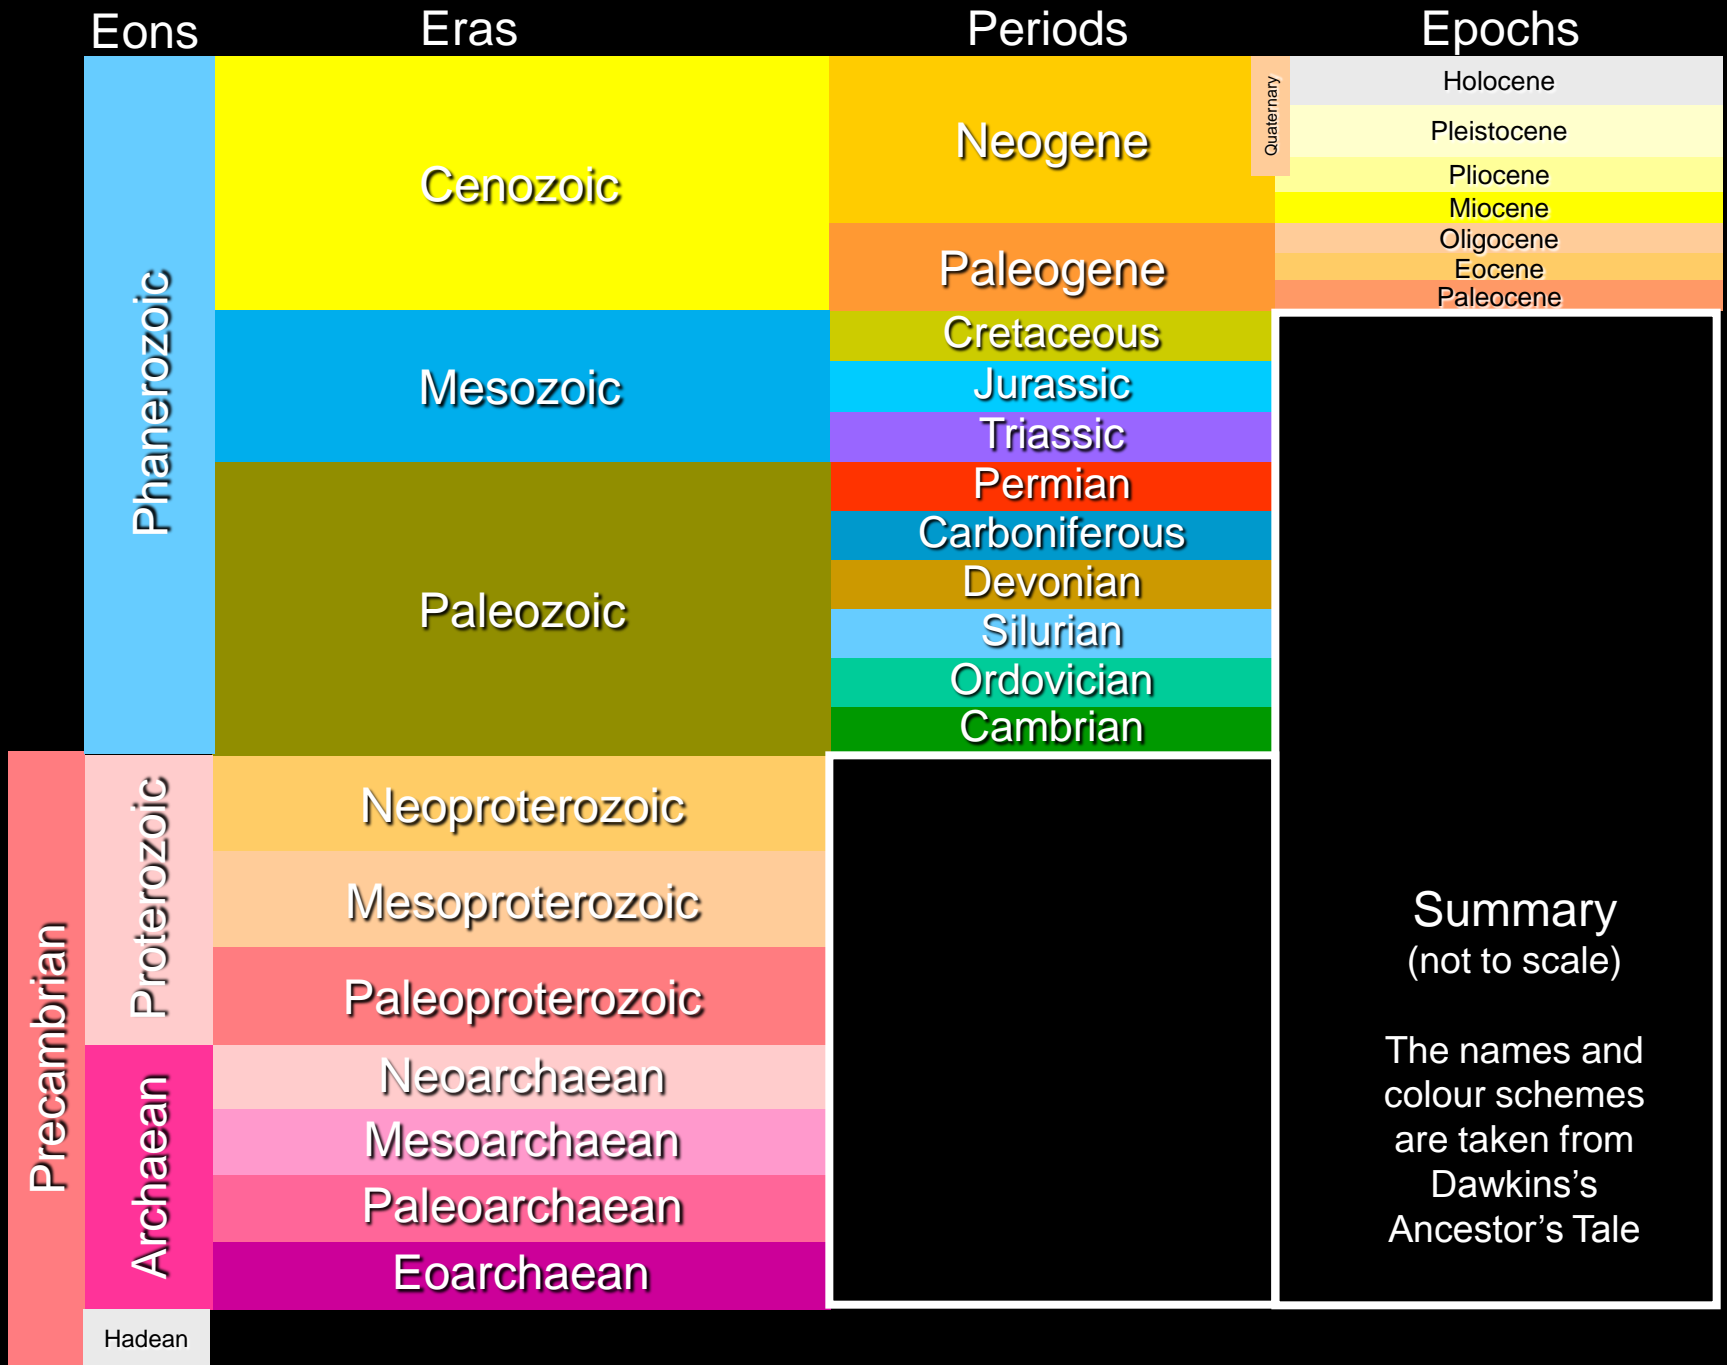 Eons
Eras
Periods
Epochs
Phanerozoic
Cenozoic
Neogene
Quaternary
Holocene
Pleistocene
Pliocene
Miocene
Paleogene
Oligocene
Eocene
Paleocene
Mesozoic
Cretaceous
Jurassic
Triassic
Paleozoic
Permian
Carboniferous
Devonian
Silurian
Ordovician
Cambrian
Precambrian
Proterozoic
Neoproterozoic
Mesoproterozoic
Paleoproterozoic
Archaean
Neoarchaean
Mesoarchaean
Paleoarchaean
Eoarchaean
Hadean
Summary
(not to scale)
The names and
colour schemes
are taken from
Dawkins’s
Ancestor’s Tale